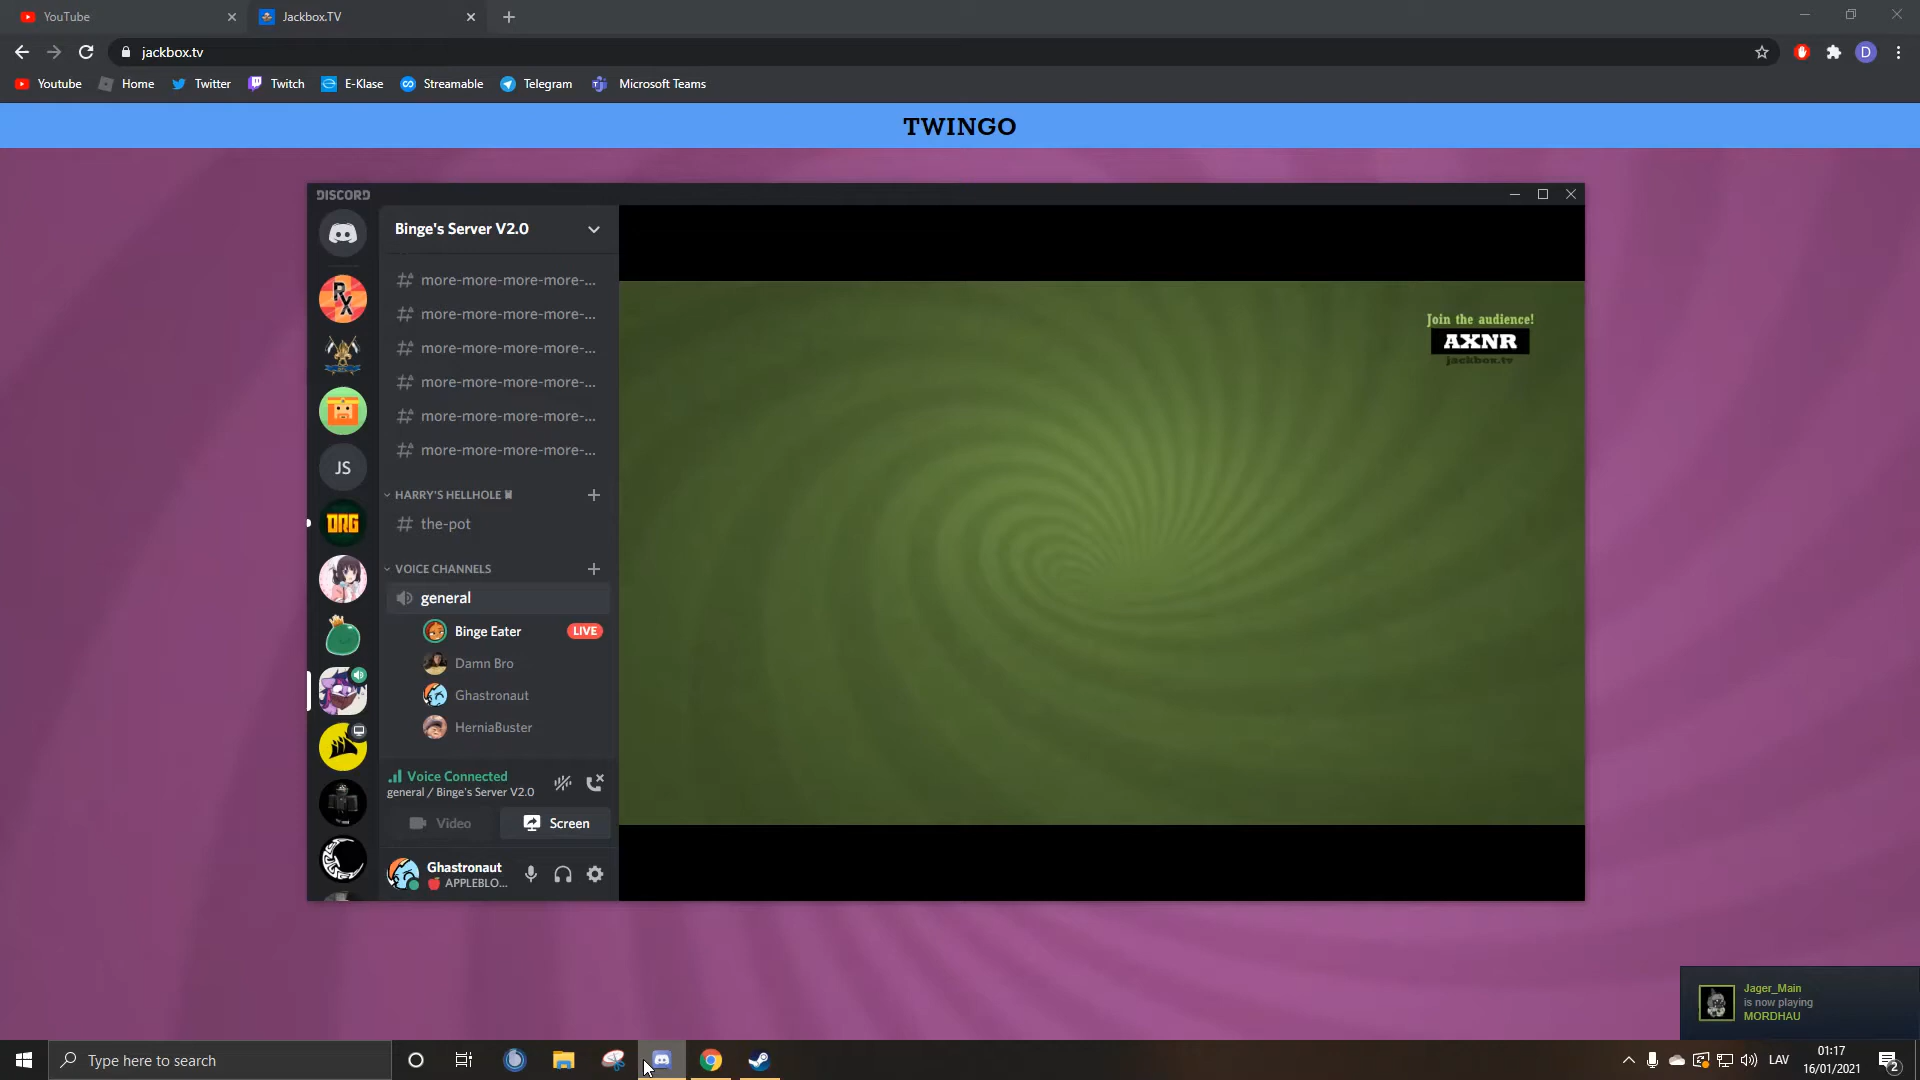 YouTube
Jackbox.TV
jackbox.tv
Youtube Home Twitter Twitch E-Klase Streamable Telegram Microsoft Teams
TWINGO
DISCORD
Binge's Server V2.0
more-more-more-more-...
more-more-more-more-...
more-more-more-more-...
more-more-more-more-...
more-more-more-more-...
more-more-more-more-...
HARRY'S HELLHOLE
the-pot
VOICE CHANNELS
general
Binge Eater LIVE
Damn Bro
Ghastronaut
HerniaBuster
Voice Connected
general / Binge's Server V2.0
Video Screen
Ghastronaut
APPLEBLO...
RX
JS
DRG
Join the audience!
AXNR
jackbox.tv
Jager_Main
is now playing
MORDHAU
Type here to search
LAV
01:17
16/01/2021
2
D